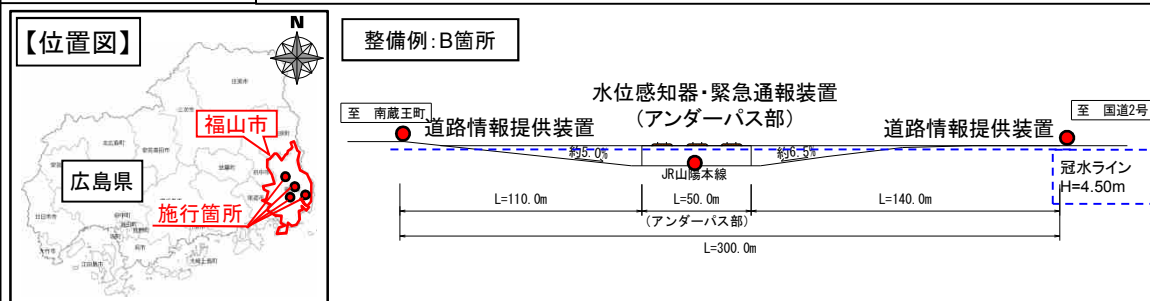 【位置図】
N
福山市
広島県
施行箇所
整備例:B箇所
水位感知器・緊急通報装置
(アンダーパス部)
至 南蔵王町
道路情報提供装置
道路情報提供装置
至 国道2号
約5.0%
約6.5%
JR山陽本線
冠水ライン
H=4.50m
L=110.0m
L=50.0m
L=140.0m
(アンダーパス部)
L=300.0m